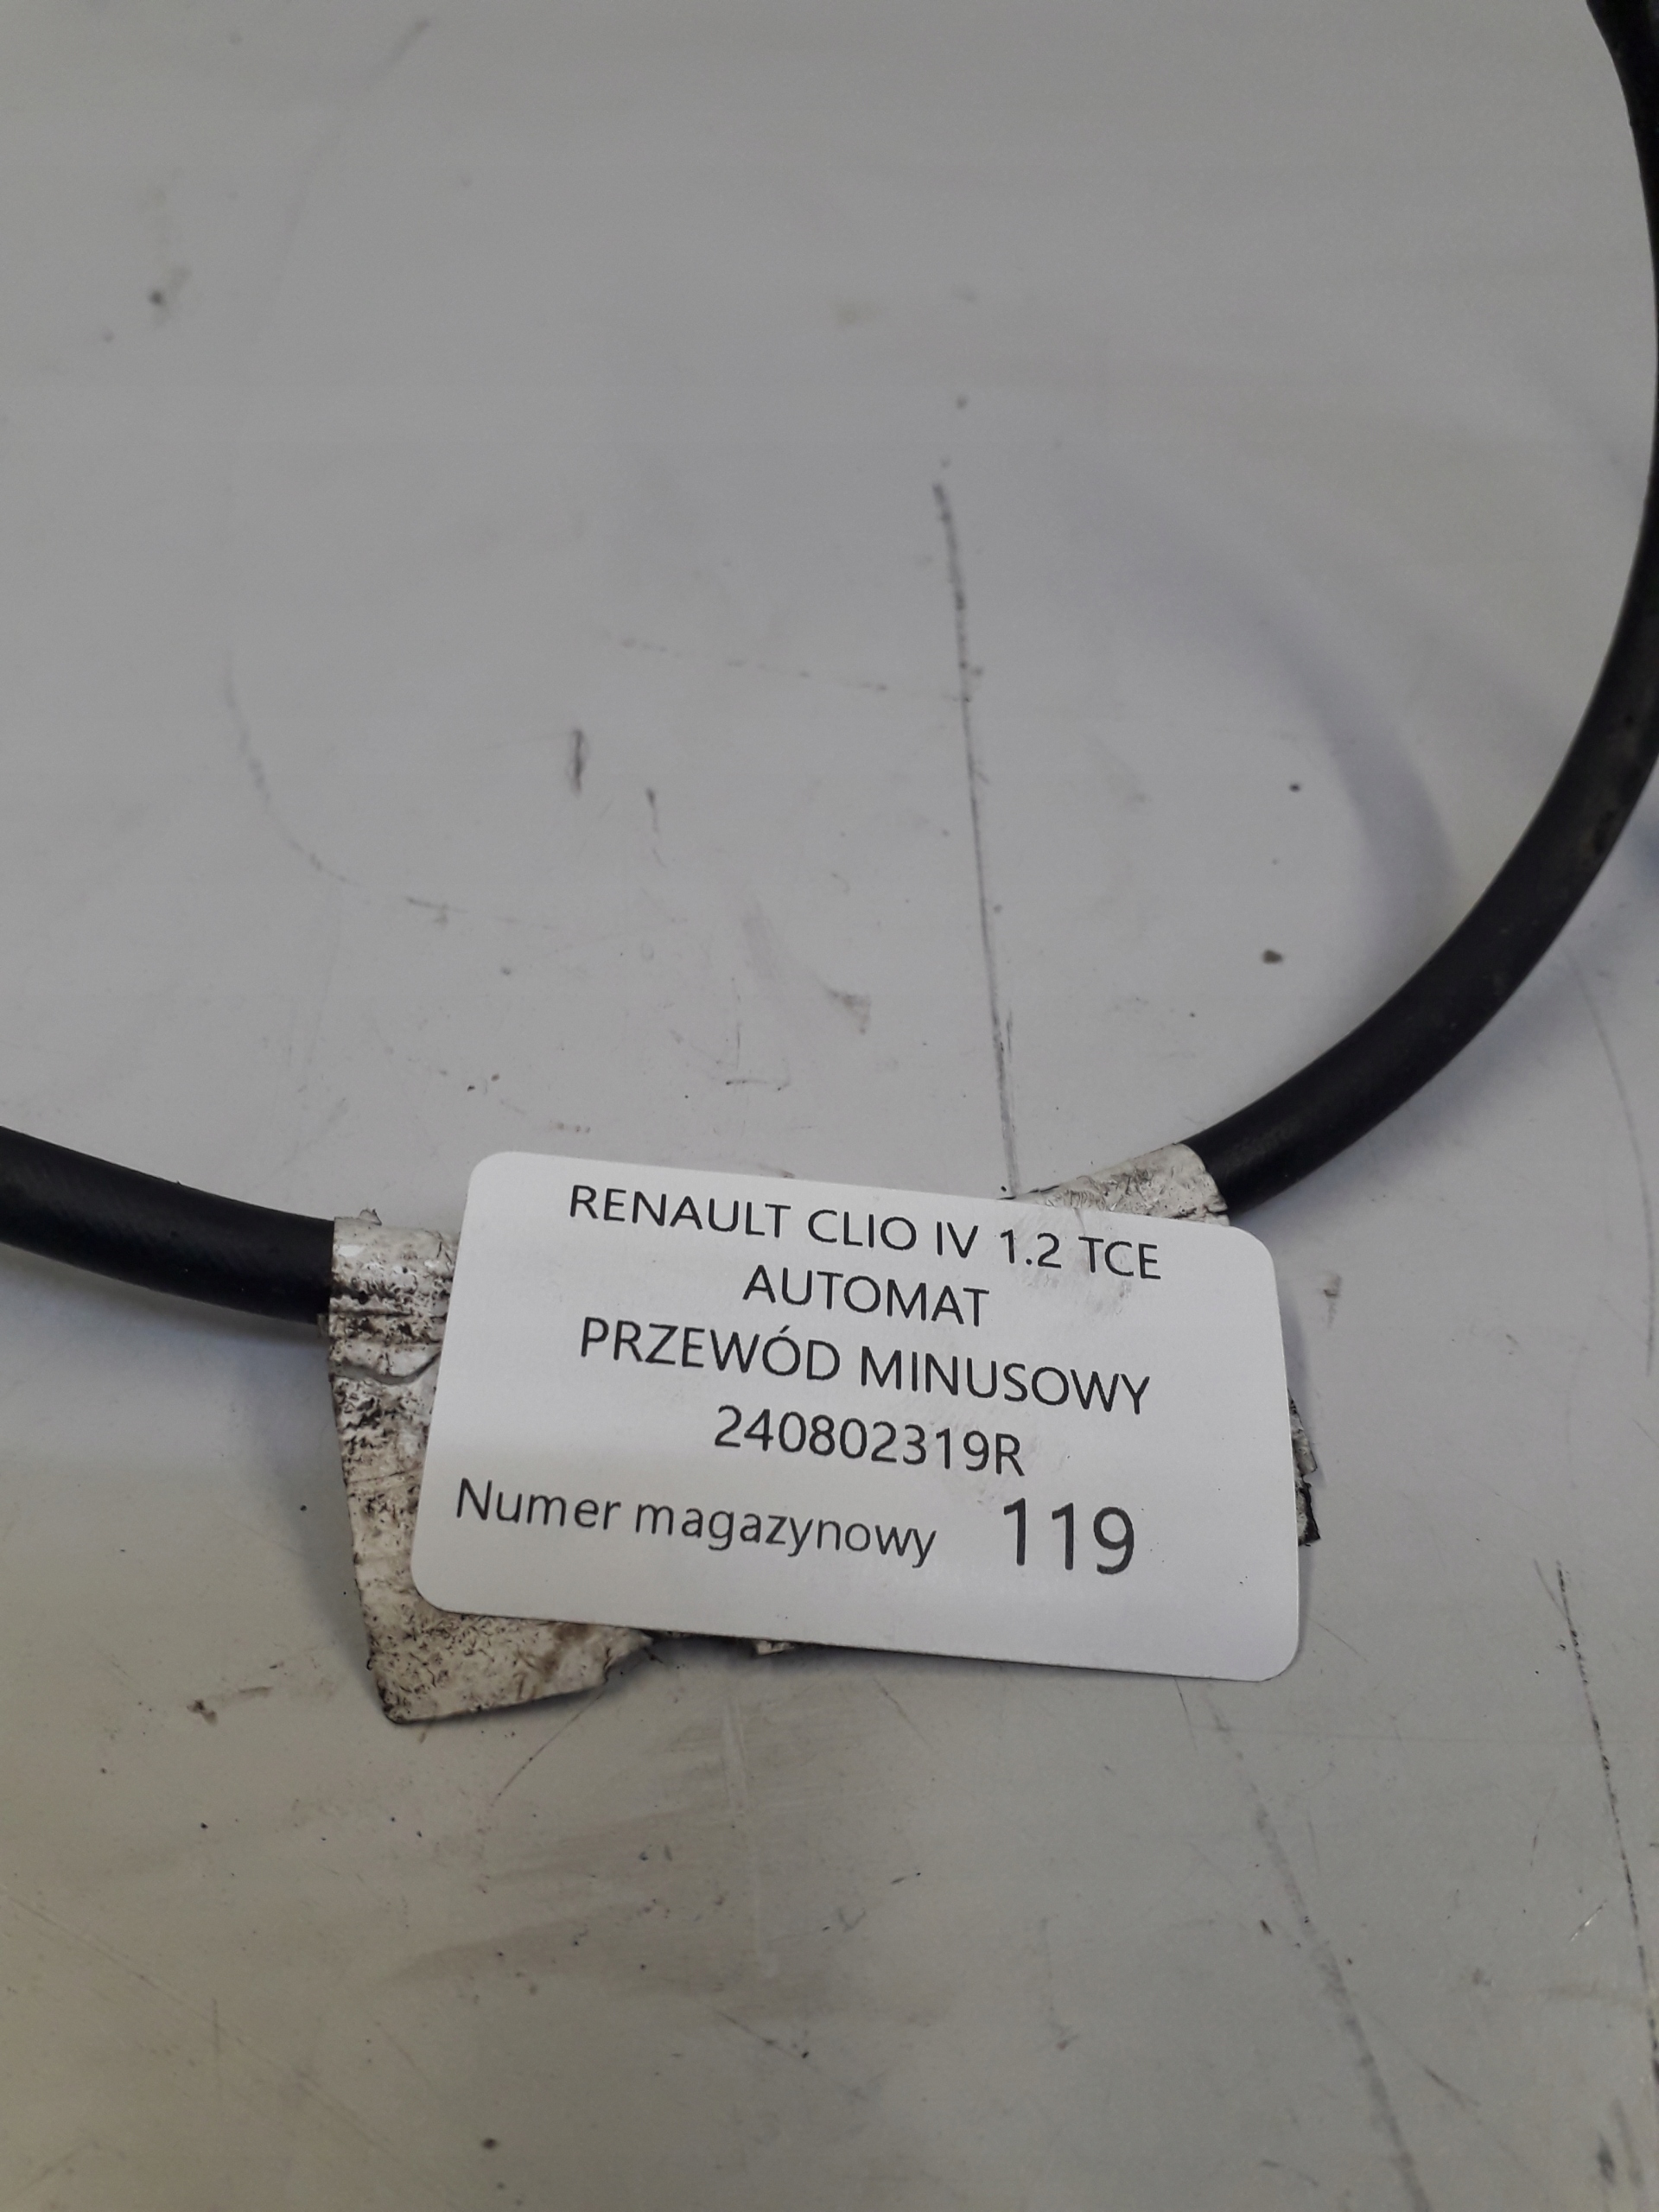 RENAULT CLIO IV 1.2 TCE
AUTOMAT
PRZEWÓD MINUSOWY
240802319R
Numer magazynowy 119